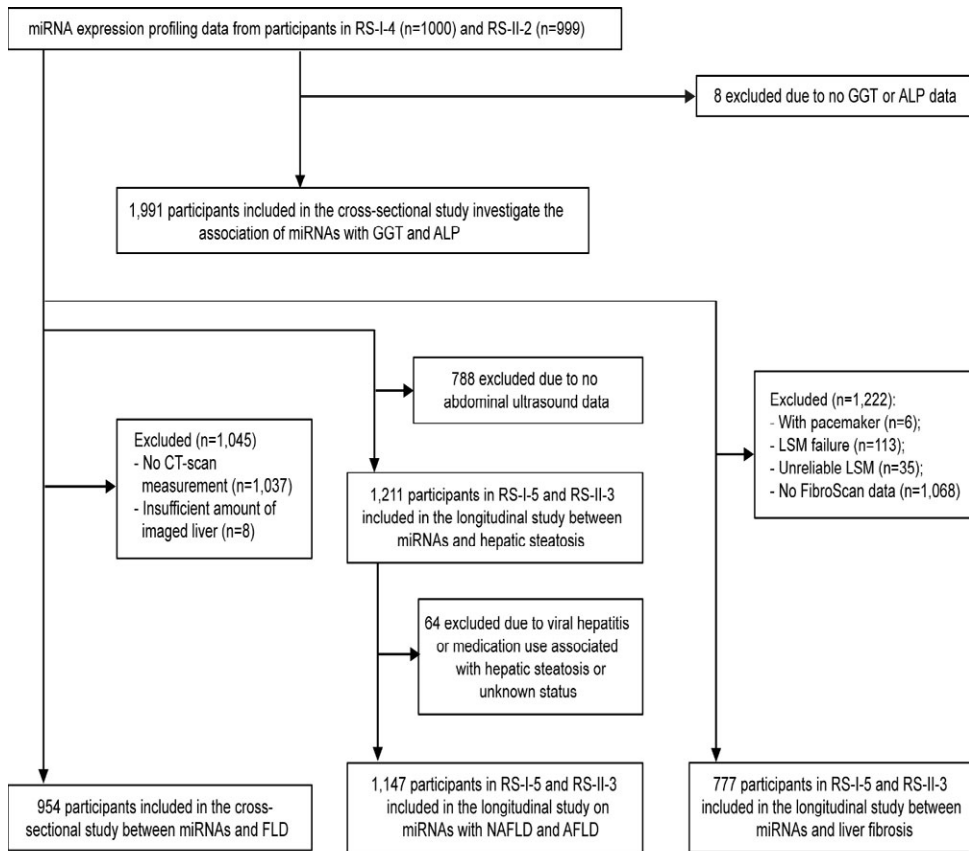 miRNA expression profiling data from participants in RS-I-4 (n=1000) and RS-II-2 (n=999)
8 excluded due to no GGT or ALP data
1,991 participants included in the cross-sectional study investigate the
association of miRNAs with GGT and ALP
788 excluded due to no
abdominal ultrasound data
Excluded (n=1,045)
- No CT-scan
measurement (n=1,037)
- Insufficient amount of
imaged liver (n=8)
Excluded (n=1,222):
- With pacemaker (n=6);
- LSM failure (n=113);
- Unreliable LSM (n=35);
- No FibroScan data (n=1,068)
1,211 participants in RS-I-5 and RS-II-3
included in the longitudinal study between
miRNAs and hepatic steatosis
64 excluded due to viral hepatitis
or medication use associated
with hepatic steatosis or
unknown status
954 participants included in the cross-
sectional study between miRNAs and FLD
1,147 participants in RS-I-5 and RS-II-3
included in the longitudinal study on
miRNAs with NAFLD and AFLD
777 participants in RS-I-5 and RS-II-3
included in the longitudinal study between
miRNAs and liver fibrosis